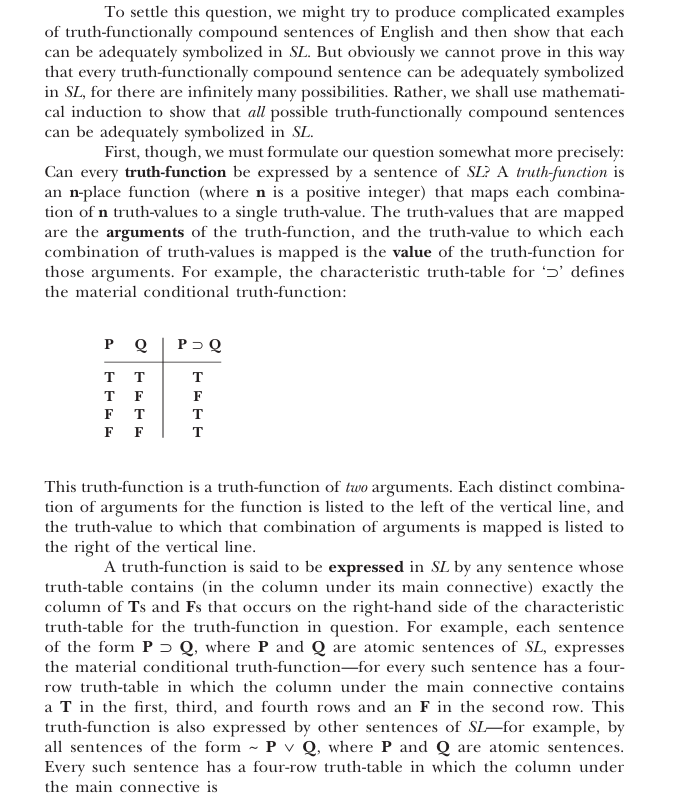 To settle this question, we might try to produce complicated examples
of truth-functionally compound sentences of English and then show that each
can be adequately symbolized in SL. But obviously we cannot prove in this way
that every truth-functionally compound sentence can be adequately symbolized
in SL, for there are infinitely many possibilities. Rather, we shall use mathemati-
cal induction to show that all possible truth-functionally compound sentences
can be adequately symbolized in SL.
First, though, we must formulate our question somewhat more precisely:
Can every truth-function be expressed by a sentence of SL? A truth-function is
an n-place function (where n is a positive integer) that maps each combina-
tion of n truth-values to a single truth-value. The truth-values that are mapped
are the arguments of the truth-function, and the truth-value to which each
combination of truth-values is mapped is the value of the truth-function for
those arguments. For example, the characteristic truth-table for ‘⊃’ defines
the material conditional truth-function:
P Q P ⊃ Q
T T T
T F F
F T T
F F T
This truth-function is a truth-function of two arguments. Each distinct combina-
tion of arguments for the function is listed to the left of the vertical line, and
the truth-value to which that combination of arguments is mapped is listed to
the right of the vertical line.
A truth-function is said to be expressed in SL by any sentence whose
truth-table contains (in the column under its main connective) exactly the
column of Ts and Fs that occurs on the right-hand side of the characteristic
truth-table for the truth-function in question. For example, each sentence
of the form P ⊃ Q, where P and Q are atomic sentences of SL, expresses
the material conditional truth-function—for every such sentence has a four-
row truth-table in which the column under the main connective contains
a T in the first, third, and fourth rows and an F in the second row. This
truth-function is also expressed by other sentences of SL—for example, by
all sentences of the form ~ P ∨ Q, where P and Q are atomic sentences.
Every such sentence has a four-row truth-table in which the column under
the main connective is